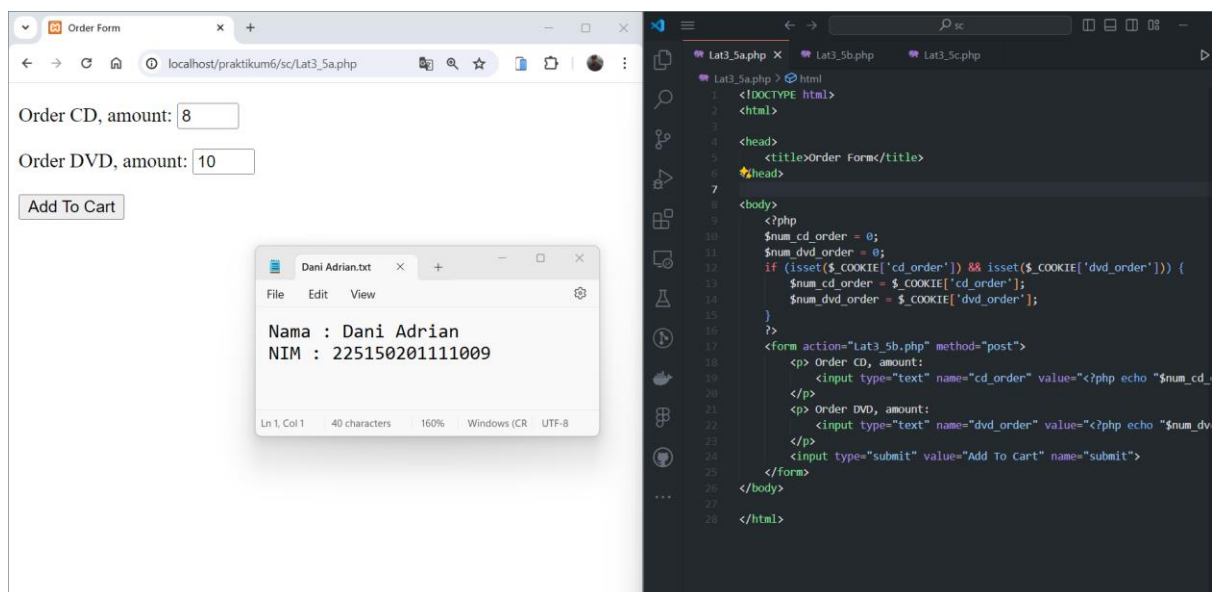 Order Form
localhost/praktikum6/sc/Lat3_5a.php
Order CD, amount: 8
Order DVD, amount: 10
Add To Cart
Dani Adrian.txt
File Edit View
Nama : Dani Adrian
NIM : 225150201111009
Ln 1, Col 1 40 characters 160% Windows (CR UTF-8
sc
Lat3_5a.php Lat3_5b.php Lat3_5c.php
Lat3_5a.php > html
1 <!DOCTYPE html>
2 <html>
3
4 <head>
5 <title>Order Form</title>
6 </head>
7
8 <body>
9 <?php
10 $num_cd_order = 0;
11 $num_dvd_order = 0;
12 if (isset($_COOKIE['cd_order']) && isset($_COOKIE['dvd_order'])) {
13 $num_cd_order = $_COOKIE['cd_order'];
14 $num_dvd_order = $_COOKIE['dvd_order'];
15 }
16 ?>
17 <form action="Lat3_5b.php" method="post">
18 <p> Order CD, amount:
19 <input type="text" name="cd_order" value="<?php echo "$num_cd_
20 </p>
21 <p> Order DVD, amount:
22 <input type="text" name="dvd_order" value="<?php echo "$num_dv
23 </p>
24 <input type="submit" value="Add To Cart" name="submit">
25 </form>
26 </body>
27
28 </html>